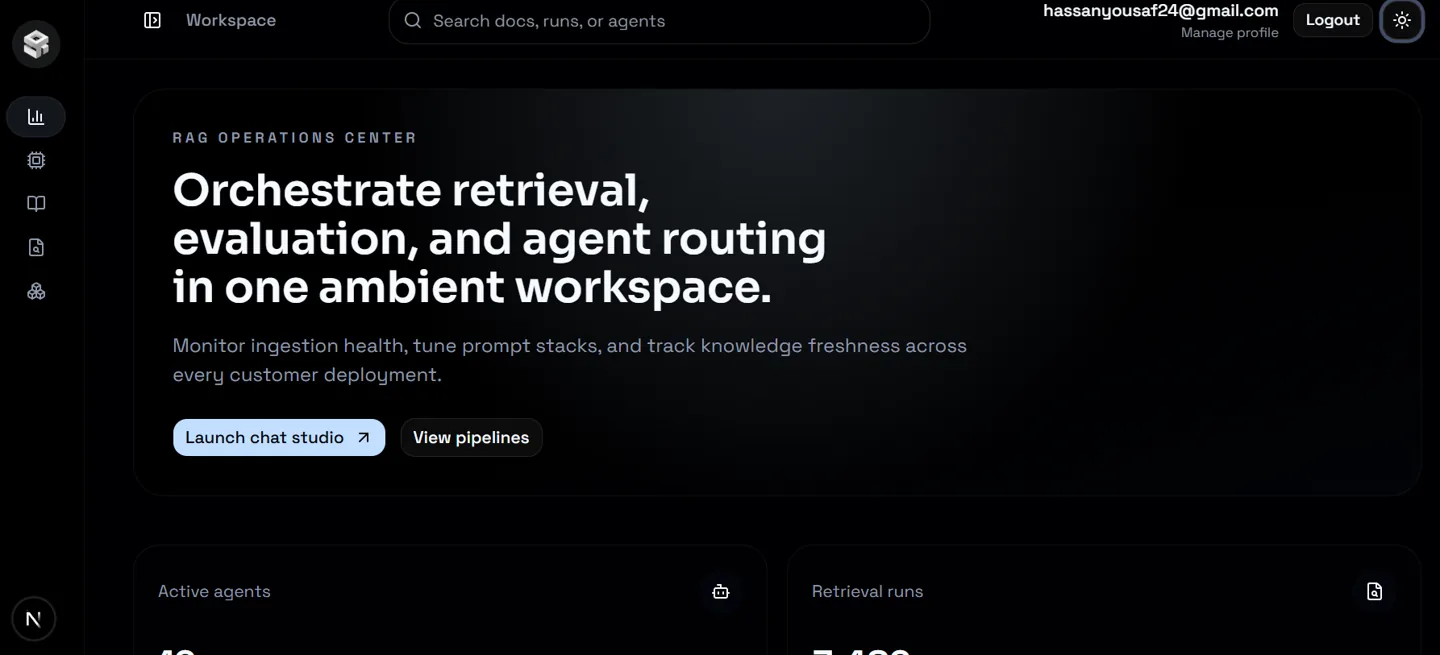 Workspace
Search docs, runs, or agents
hassanyousaf24@gmail.com
Manage profile
Logout
RAG OPERATIONS CENTER
Orchestrate retrieval,
evaluation, and agent routing
in one ambient workspace.
Monitor ingestion health, tune prompt stacks, and track knowledge freshness across
every customer deployment.
Launch chat studio
View pipelines
Active agents
Retrieval runs
N